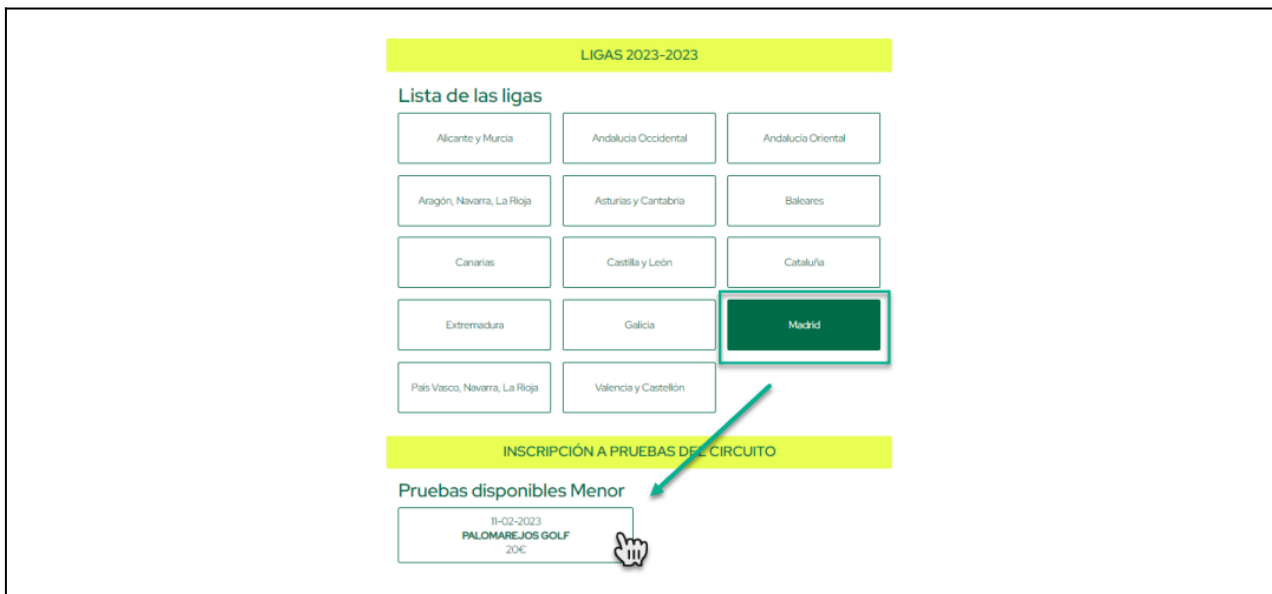 LIGAS 2023-2023
Lista de las ligas
Alicante y Murcia
Andalucía Occidental
Andalucía Oriental
Aragón, Navarra, La Rioja
Asturias y Cantabria
Baleares
Canarias
Castilla y León
Cataluña
Extremadura
Galicia
Madrid
País Vasco, Navarra, La Rioja
Valencia y Castellón
INSCRIPCIÓN A PRUEBAS DEL CIRCUITO
Pruebas disponibles Menor
11-02-2023
PALOMAREJOS GOLF
20€